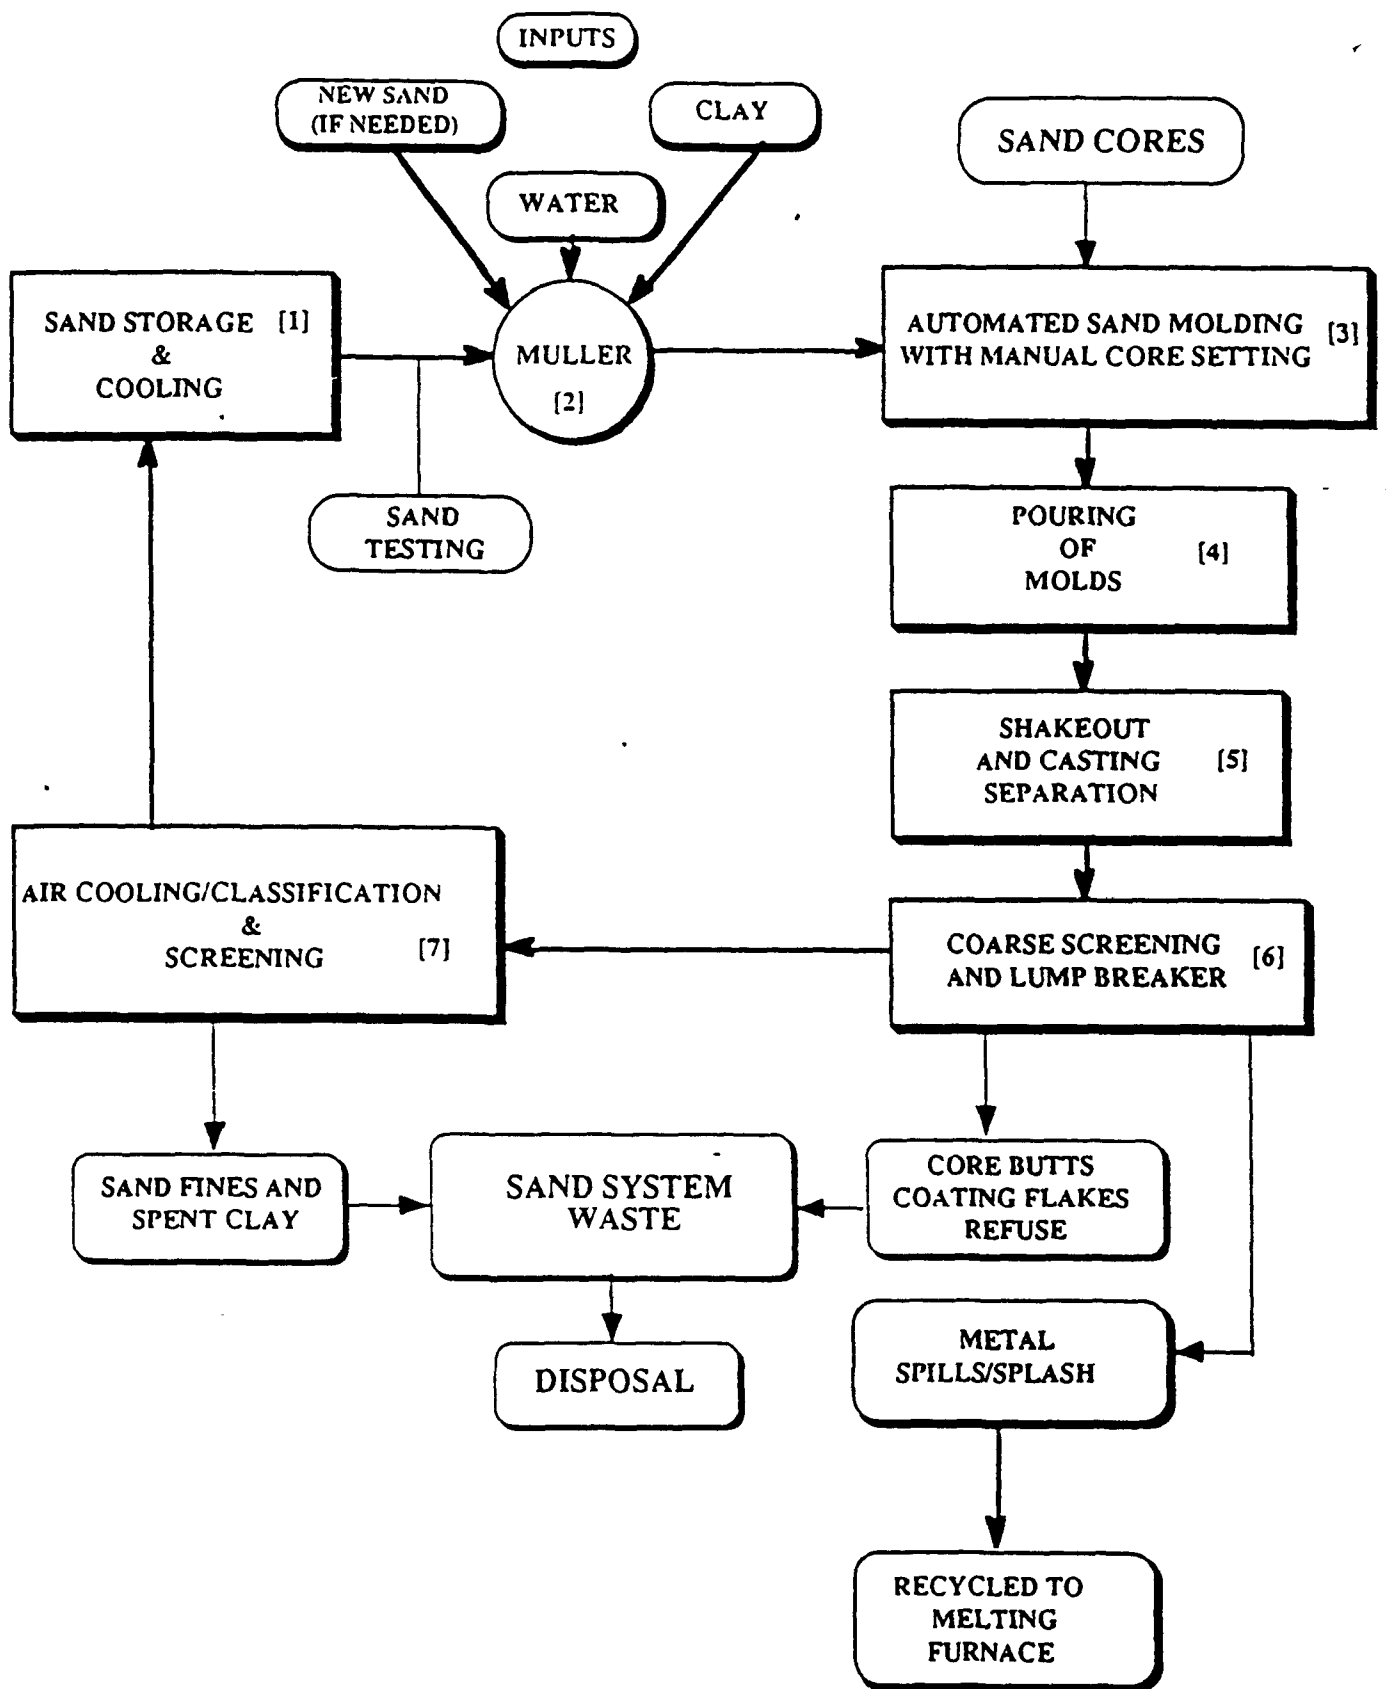 INPUTS
NEW SAND
(IF NEEDED)
CLAY
WATER
SAND CORES
SAND STORAGE [1]
&
COOLING
MULLER
[2]
AUTOMATED SAND MOLDING [3]
WITH MANUAL CORE SETTING
SAND
TESTING
POURING
OF [4]
MOLDS
SHAKEOUT
AND CASTING [5]
SEPARATION
AIR COOLING/CLASSIFICATION
&
SCREENING [7]
COARSE SCREENING [6]
AND LUMP BREAKER
SAND FINES AND
SPENT CLAY
SAND SYSTEM
WASTE
CORE BUTTS
COATING FLAKES
REFUSE
DISPOSAL
METAL
SPILLS/SPLASH
RECYCLED TO
MELTING
FURNACE